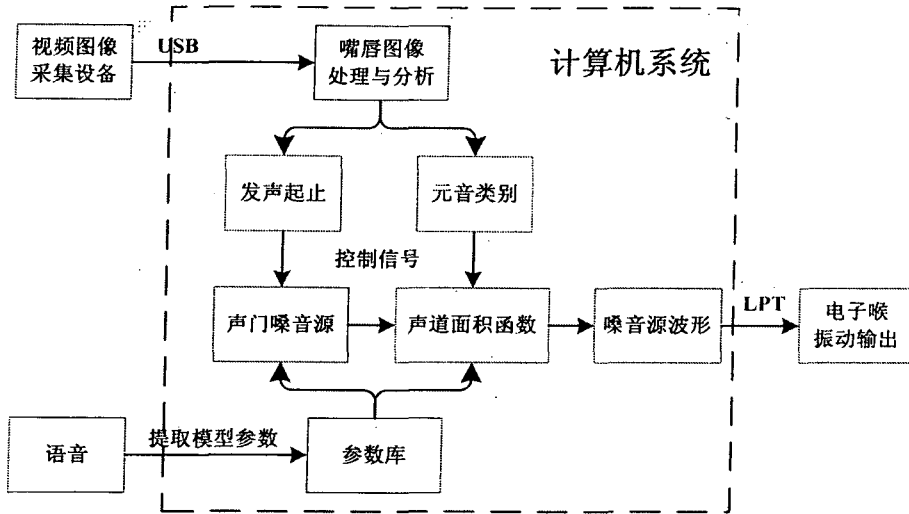 视频图像
采集设备
USB
嘴唇图像
处理与分析
计算机系统
发声起止
元音类别
控制信号
声门嗓音源
声道面积函数
嗓音源波形
LPT
电子喉
振动输出
语音
提取模型参数
参数库